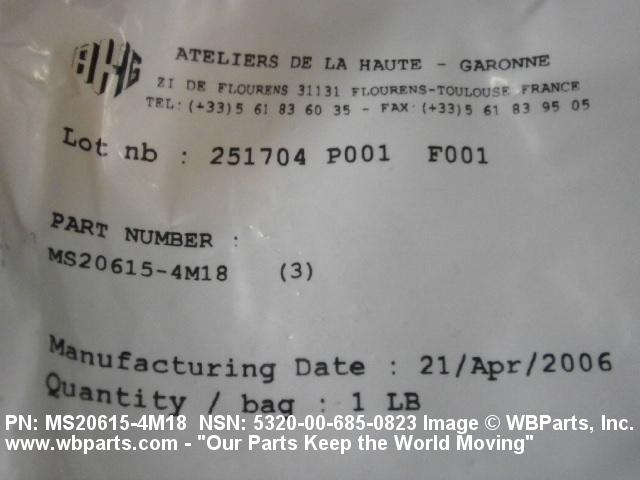 AHG
ATELIERS DE LA HAUTE - GARONNE
ZI DE FLOURENS 31131 FLOURENS-TOULOUSE FRANCE
TEL:(+33)5 61 83 60 35 - FAX:(+33)5 61 83 95 05
Lot nb : 251704 P001 F001
PART NUMBER :
MS20615-4M18 (3)
Manufacturing Date : 21/Apr/2006
Quantity / bag : 1 LB
PN: MS20615-4M18 NSN: 5320-00-685-0823 Image © WBParts, Inc.
www.wbparts.com - "Our Parts Keep the World Moving"